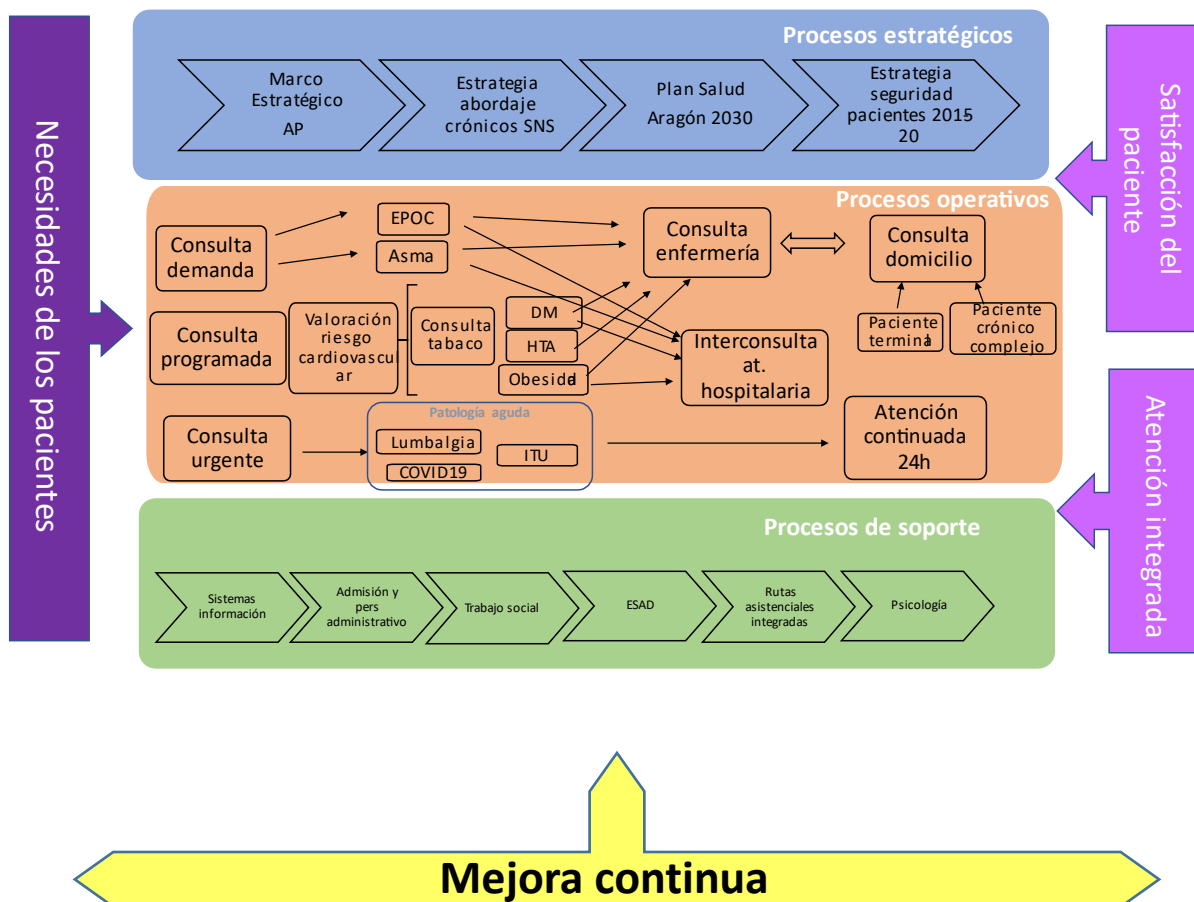 Necesidades de los pacientes
Procesos estratégicos
Marco
Estratégico
AP
Estrategia
abordaje
crónicos SNS
Plan Salud
Aragón 2030
Estrategia
seguridad
pacientes 2015-
20
Satisfacción del
paciente
Procesos operativos
Consulta
demanda
EPOC
Asma
Consulta
enfermería
Consulta
domicilio
Consulta
programada
Valoración
riesgo
cardiovascul
ar
Consulta
tabaco
DM
HTA
Obesidad
Interconsulta
at.
hospitalaria
Paciente
terminal
Paciente
crónico
complejo
Consulta
urgente
Patología aguda
Lumbalgia
ITU
COVID19
Atención
continuada
24h
Atención integrada
Procesos de soporte
Sistemas
información
Admisión y
pers
administrativo
Trabajo social
ESAD
Rutas
asistenciales
integradas
Psicología
Mejora continua